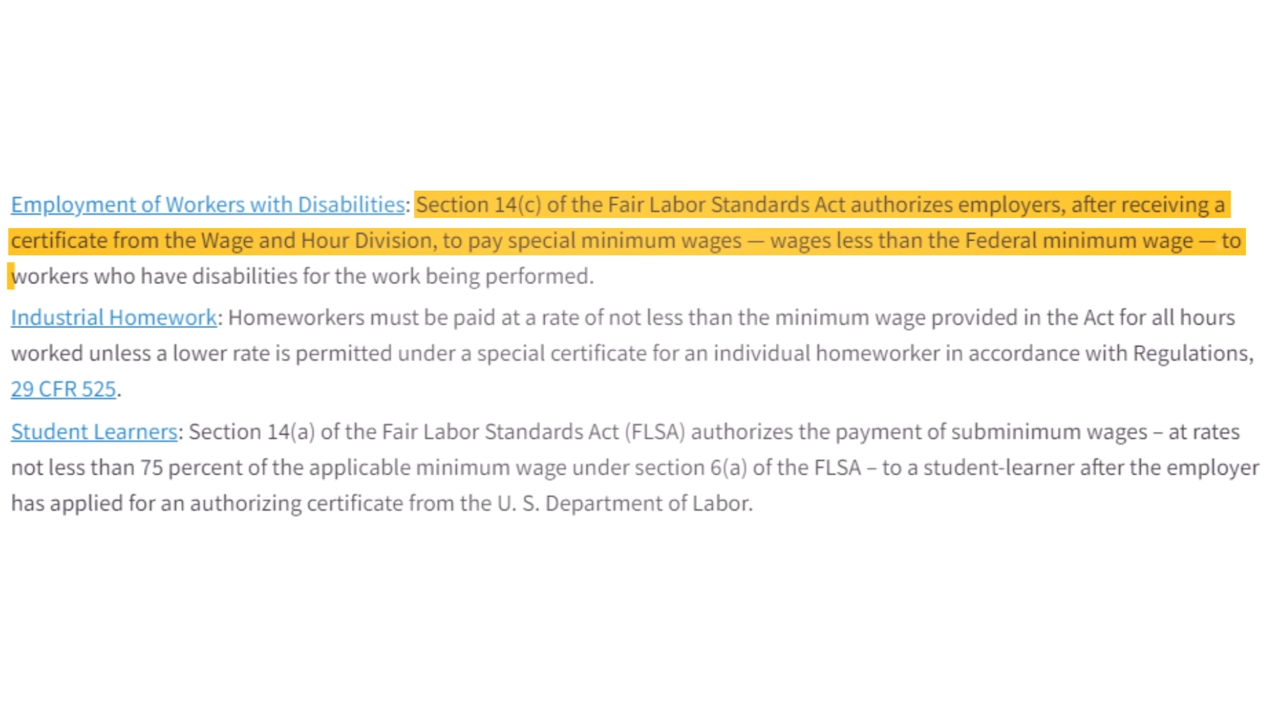 Employment of Workers with Disabilities: Section 14(c) of the Fair Labor Standards Act authorizes employers, after receiving a
certificate from the Wage and Hour Division, to pay special minimum wages — wages less than the Federal minimum wage — to
workers who have disabilities for the work being performed.
Industrial Homework: Homeworkers must be paid at a rate of not less than the minimum wage provided in the Act for all hours
worked unless a lower rate is permitted under a special certificate for an individual homeworker in accordance with Regulations,
29 CFR 525.
Student Learners: Section 14(a) of the Fair Labor Standards Act (FLSA) authorizes the payment of subminimum wages – at rates
not less than 75 percent of the applicable minimum wage under section 6(a) of the FLSA – to a student-learner after the employer
has applied for an authorizing certificate from the U. S. Department of Labor.